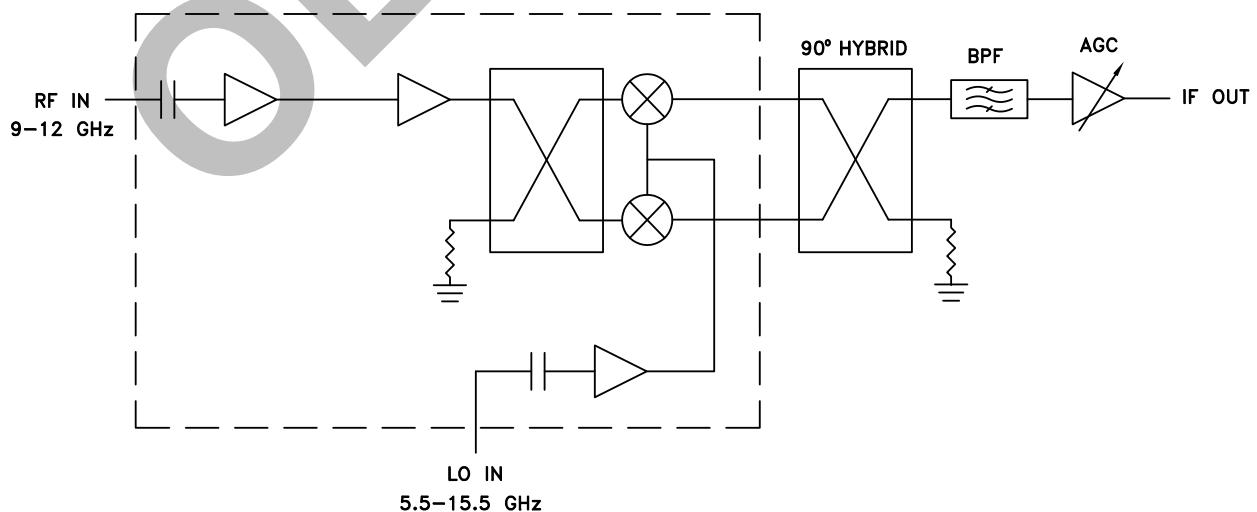 90° HYBRID
BPF
AGC
RF IN
9–12 GHz
IF OUT
LO IN
5.5–15.5 GHz